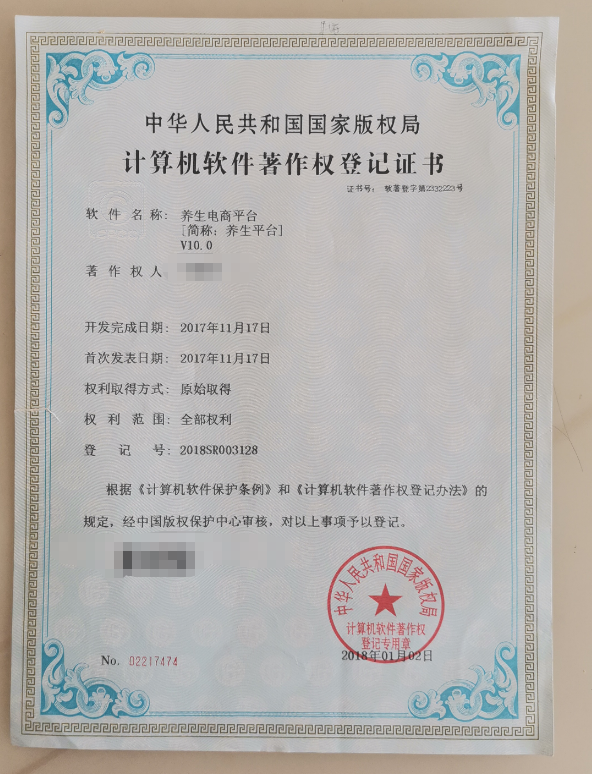 中华人民共和国国家版权局
计算机软件著作权登记证书
证书号： 软著登字第2332223号
软件名称： 养生电商平台
[简称：养生平台]
V10.0
著作权人
开发完成日期： 2017年11月17日
首次发表日期： 2017年11月17日
权利取得方式： 原始取得
权利范围： 全部权利
登记号： 2018SR003128
根据《计算机软件保护条例》和《计算机软件著作权登记办法》的
规定，经中国版权保护中心审核，对以上事项予以登记。
中华人民共和国国家版权局
计算机软件著作权
登记专用章
No. 02217474
2018年01月02日